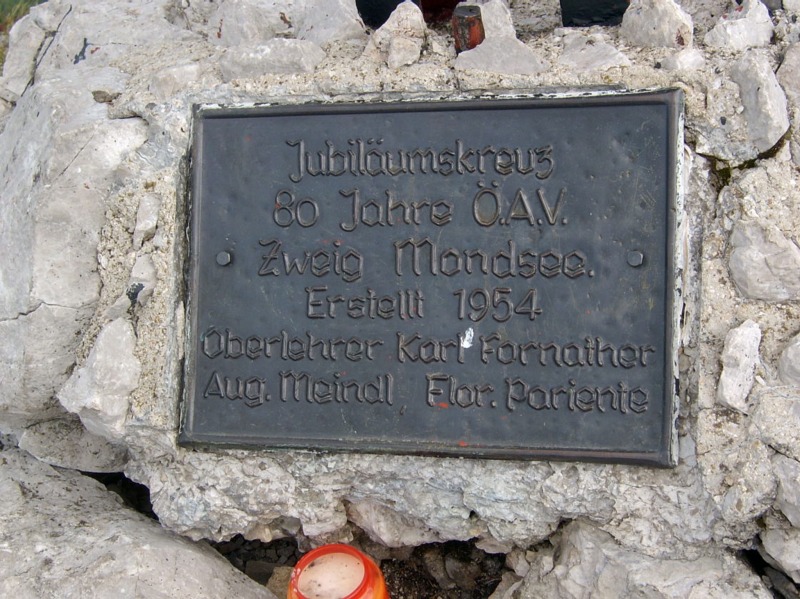 Jubiläumskreuz
80 Jahre Ö.A.V.
Zweig Mondsee.
Erstellt 1954
Oberlehrer Karl Fornather
Aug. Meindl Flor. Pariente